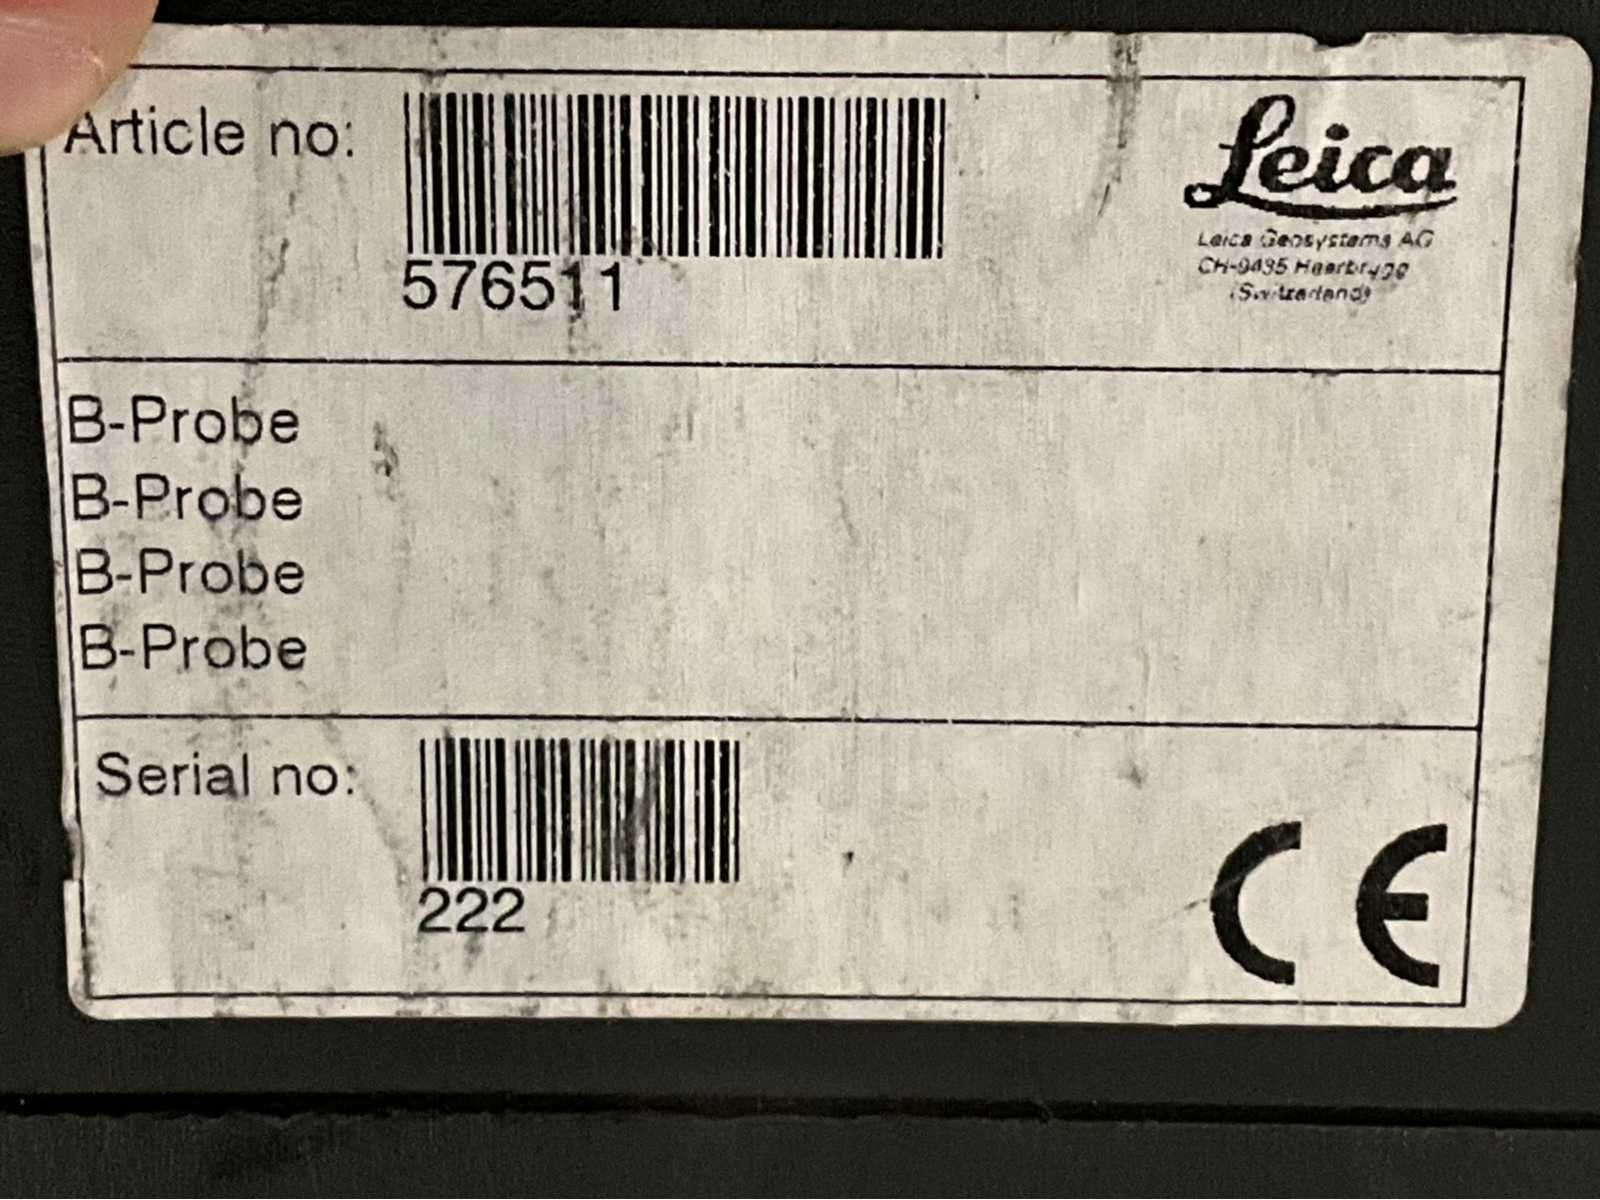 Article no:
576511
Leica
Leica Geosystems AG
CH-9435 Heerbrugg
(Switzerland)
B-Probe
B-Probe
B-Probe
B-Probe
Serial no:
222
CE